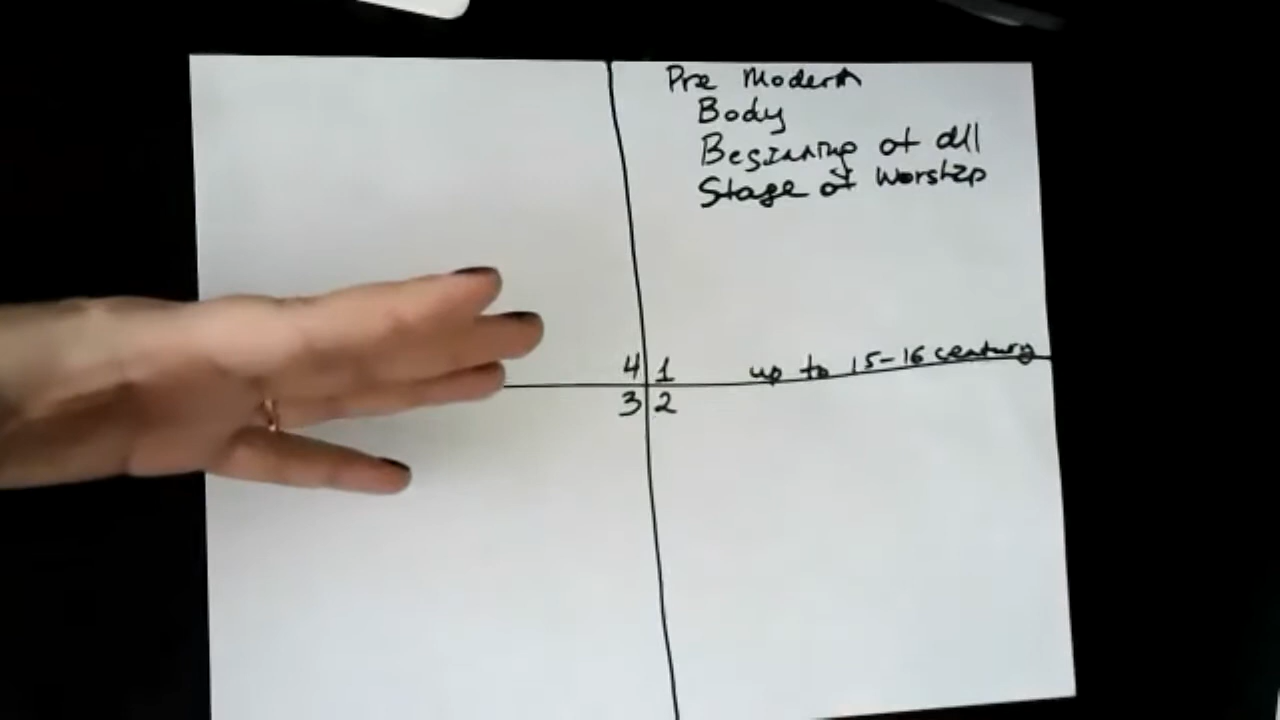 Pre Modern
Body
Beginning of all
Stage of Worship
4 1 up to 15-16 century
3 2